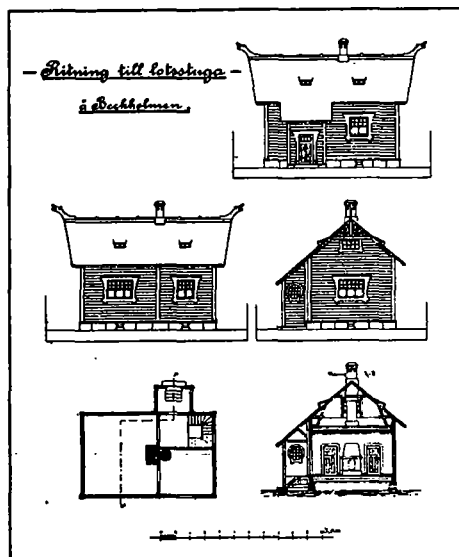 — Ritning till lotsstuga —
å Beckholmen.